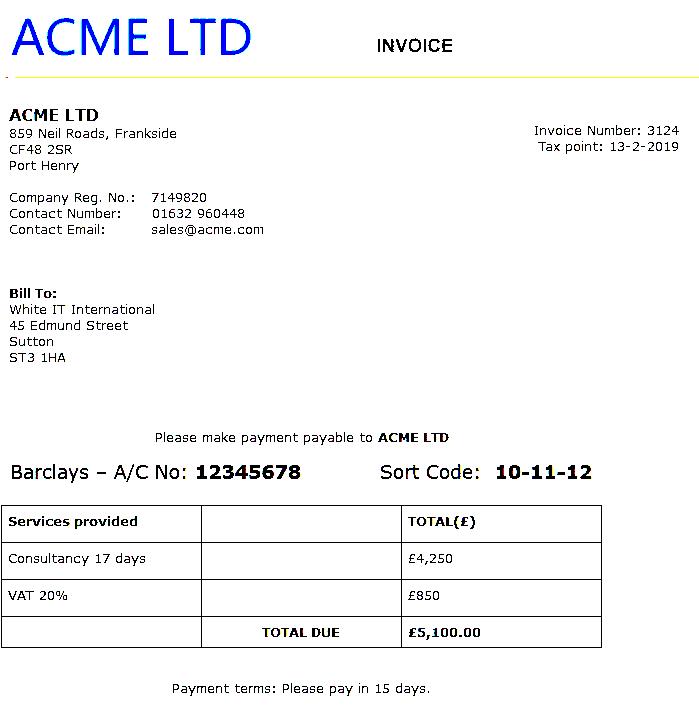 ACME LTD
INVOICE
ACME LTD
859 Neil Roads, Frankside
CF48 2SR
Port Henry
Invoice Number: 3124
Tax point: 13-2-2019
Company Reg. No.: 7149820
Contact Number: 01632 960448
Contact Email: sales@acme.com
Bill To:
White IT International
45 Edmund Street
Sutton
ST3 1HA
Please make payment payable to ACME LTD
Barclays – A/C No: 12345678 Sort Code: 10-11-12
Services provided TOTAL(£)
Consultancy 17 days £4,250
VAT 20% £850
TOTAL DUE £5,100.00
Payment terms: Please pay in 15 days.